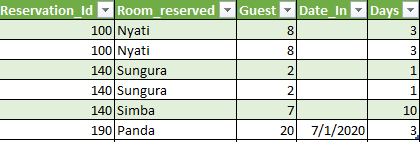 Reservation_Id Room_reserved Guest Date_In Days
100 Nyati 8 3
100 Nyati 8 3
140 Sungura 2 1
140 Sungura 2 1
140 Simba 7 10
190 Panda 20 7/1/2020 3